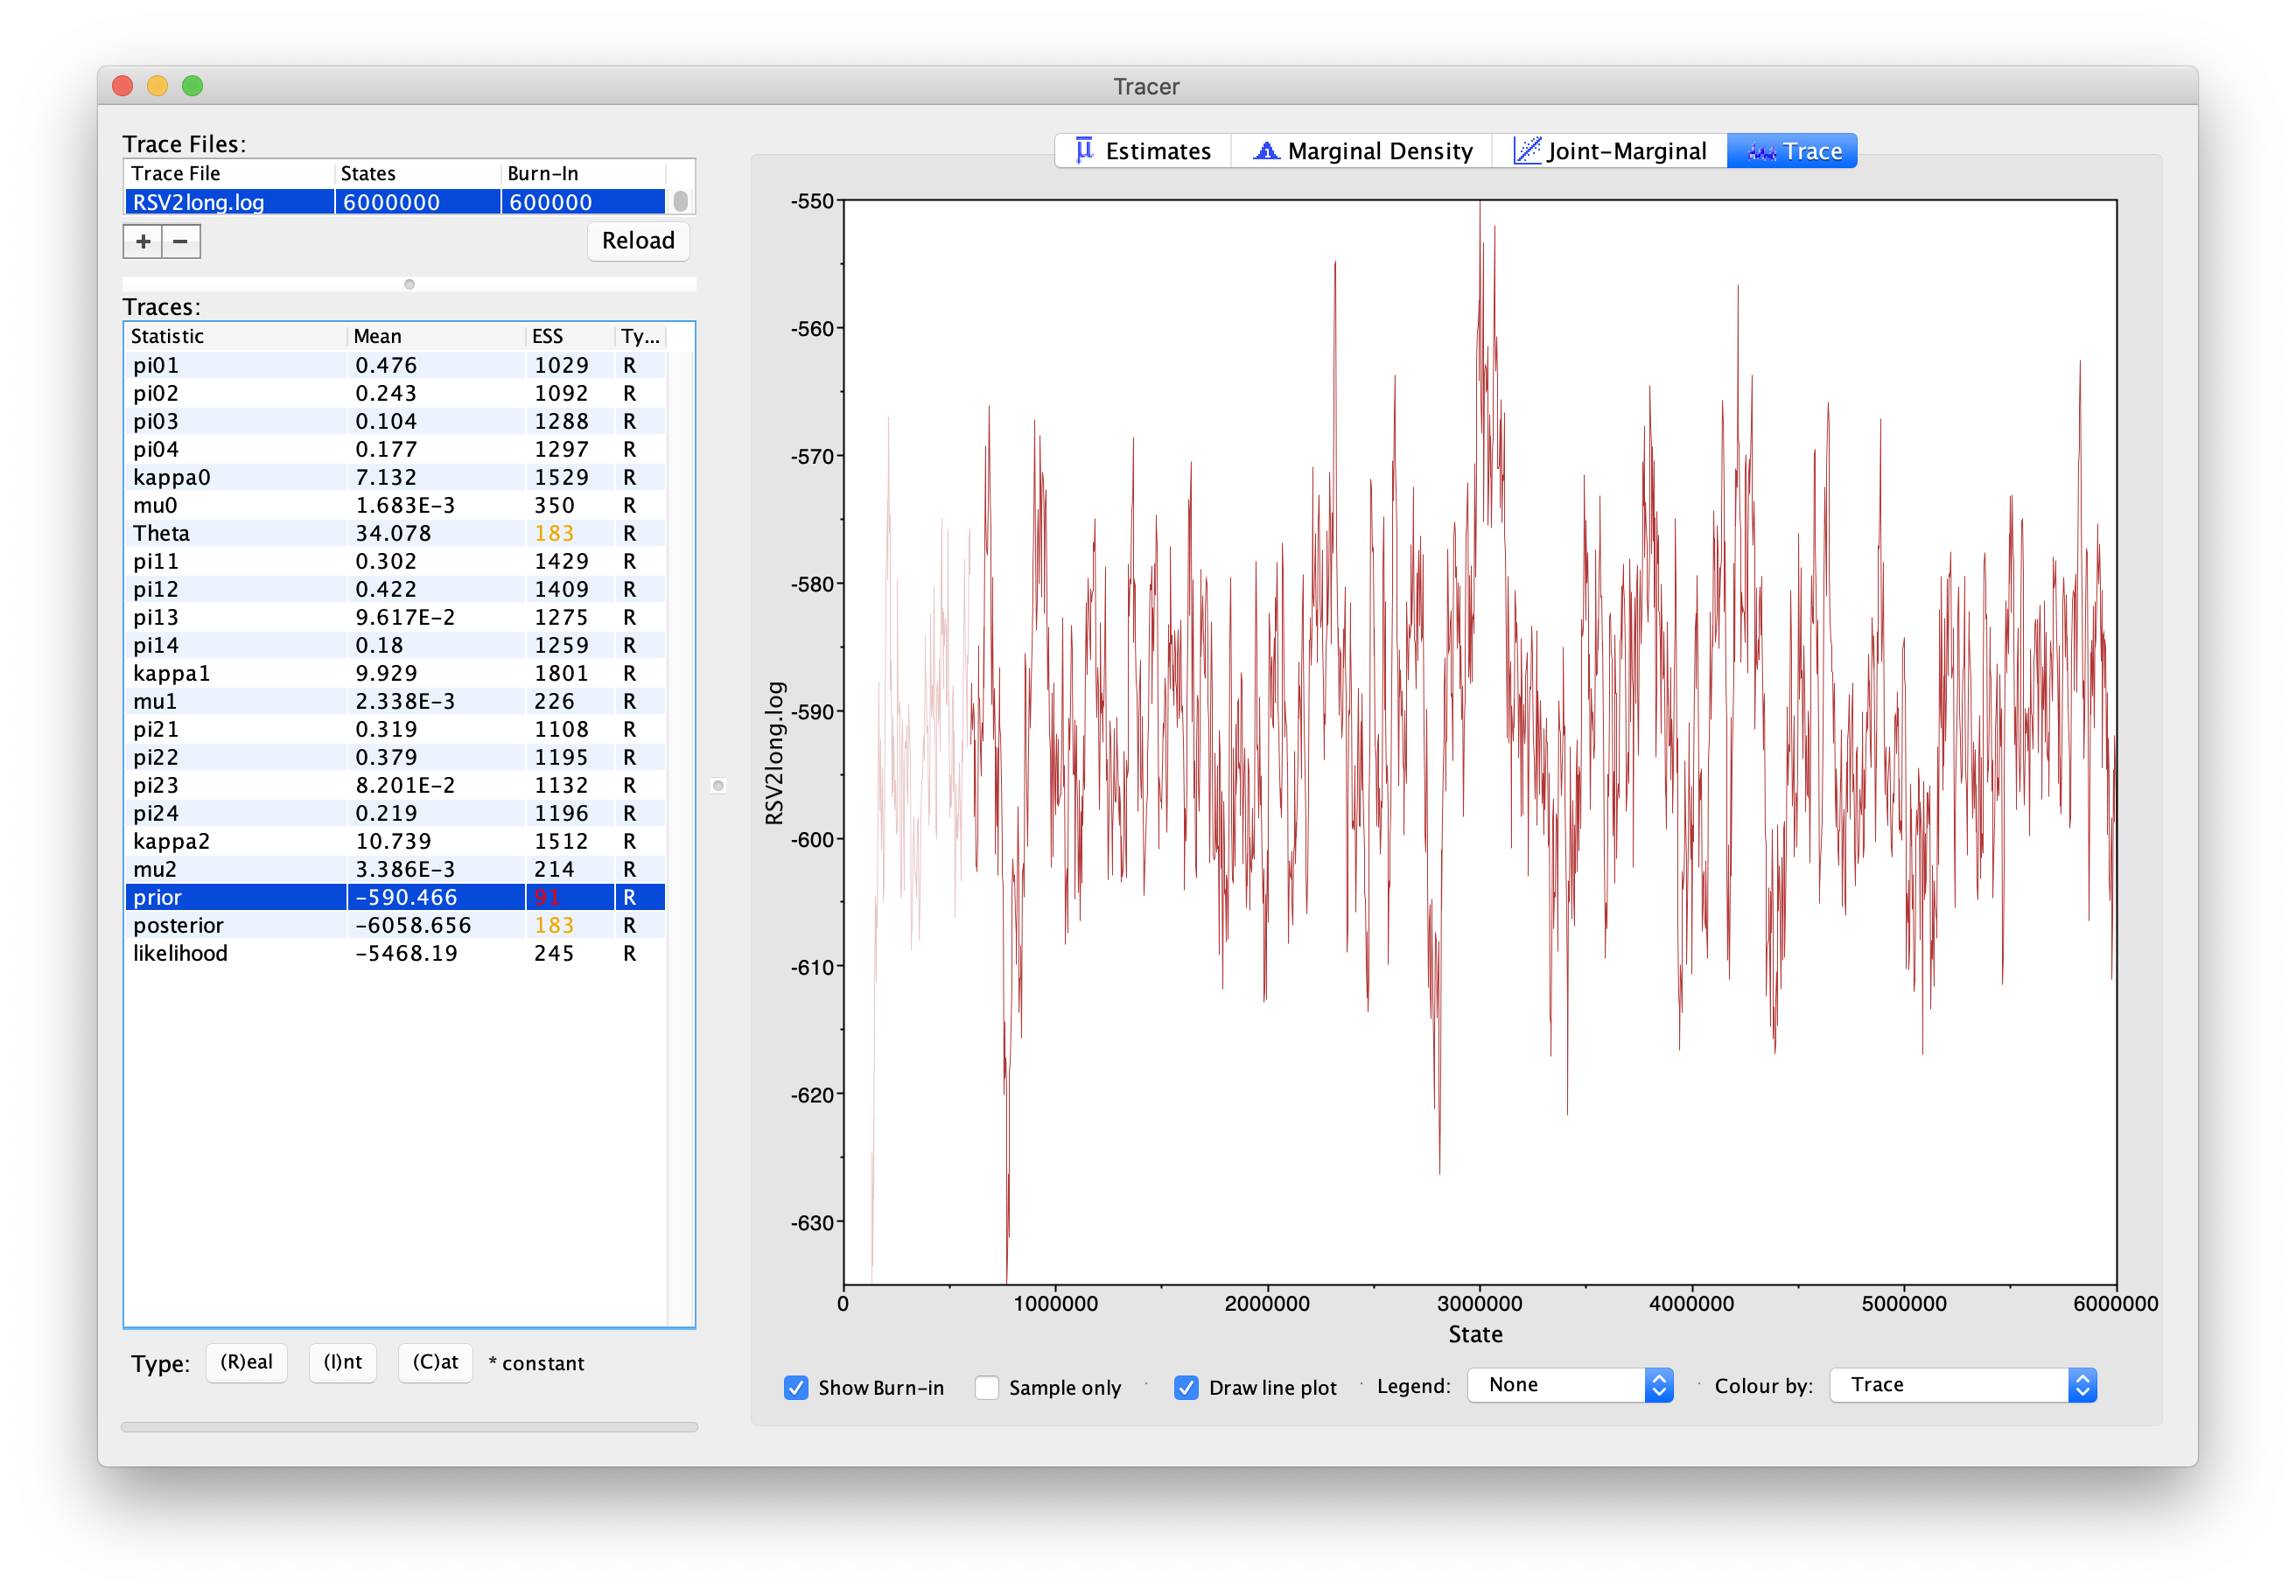 Tracer
Trace Files:
Trace File States Burn-In
RSV2long.log 6000000 600000
+ − Reload
Traces:
Statistic Mean ESS Ty...
pi01 0.476 1029 R
pi02 0.243 1092 R
pi03 0.104 1288 R
pi04 0.177 1297 R
kappa0 7.132 1529 R
mu0 1.683E-3 350 R
Theta 34.078 183 R
pi11 0.302 1429 R
pi12 0.422 1409 R
pi13 9.617E-2 1275 R
pi14 0.18 1259 R
kappa1 9.929 1801 R
mu1 2.338E-3 226 R
pi21 0.319 1108 R
pi22 0.379 1195 R
pi23 8.201E-2 1132 R
pi24 0.219 1196 R
kappa2 10.739 1512 R
mu2 3.386E-3 214 R
prior -590.466 91 R
posterior -6058.656 183 R
likelihood -5468.19 245 R
Type: (R)eal (I)nt (C)at * constant
μ Estimates Marginal Density Joint-Marginal Trace
-550
-560
-570
-580
-590
-600
-610
-620
-630
RSV2long.log
0 1000000 2000000 3000000 4000000 5000000 6000000
State
Show Burn-in Sample only Draw line plot Legend: None Colour by: Trace